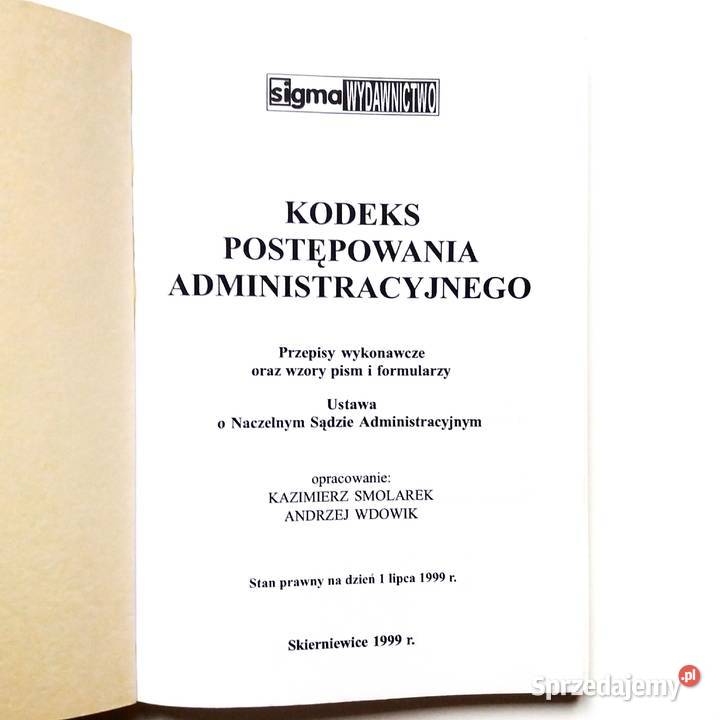 sigma WYDAWNICTWO
KODEKS
POSTĘPOWANIA
ADMINISTRACYJNEGO
Przepisy wykonawcze
oraz wzory pism i formularzy
Ustawa
o Naczelnym Sądzie Administracyjnym
opracowanie:
KAZIMIERZ SMOLAREK
ANDRZEJ WDOWIK
Stan prawny na dzień 1 lipca 1999 r.
Skierniewice 1999 r.
Sprzedajemy.pl